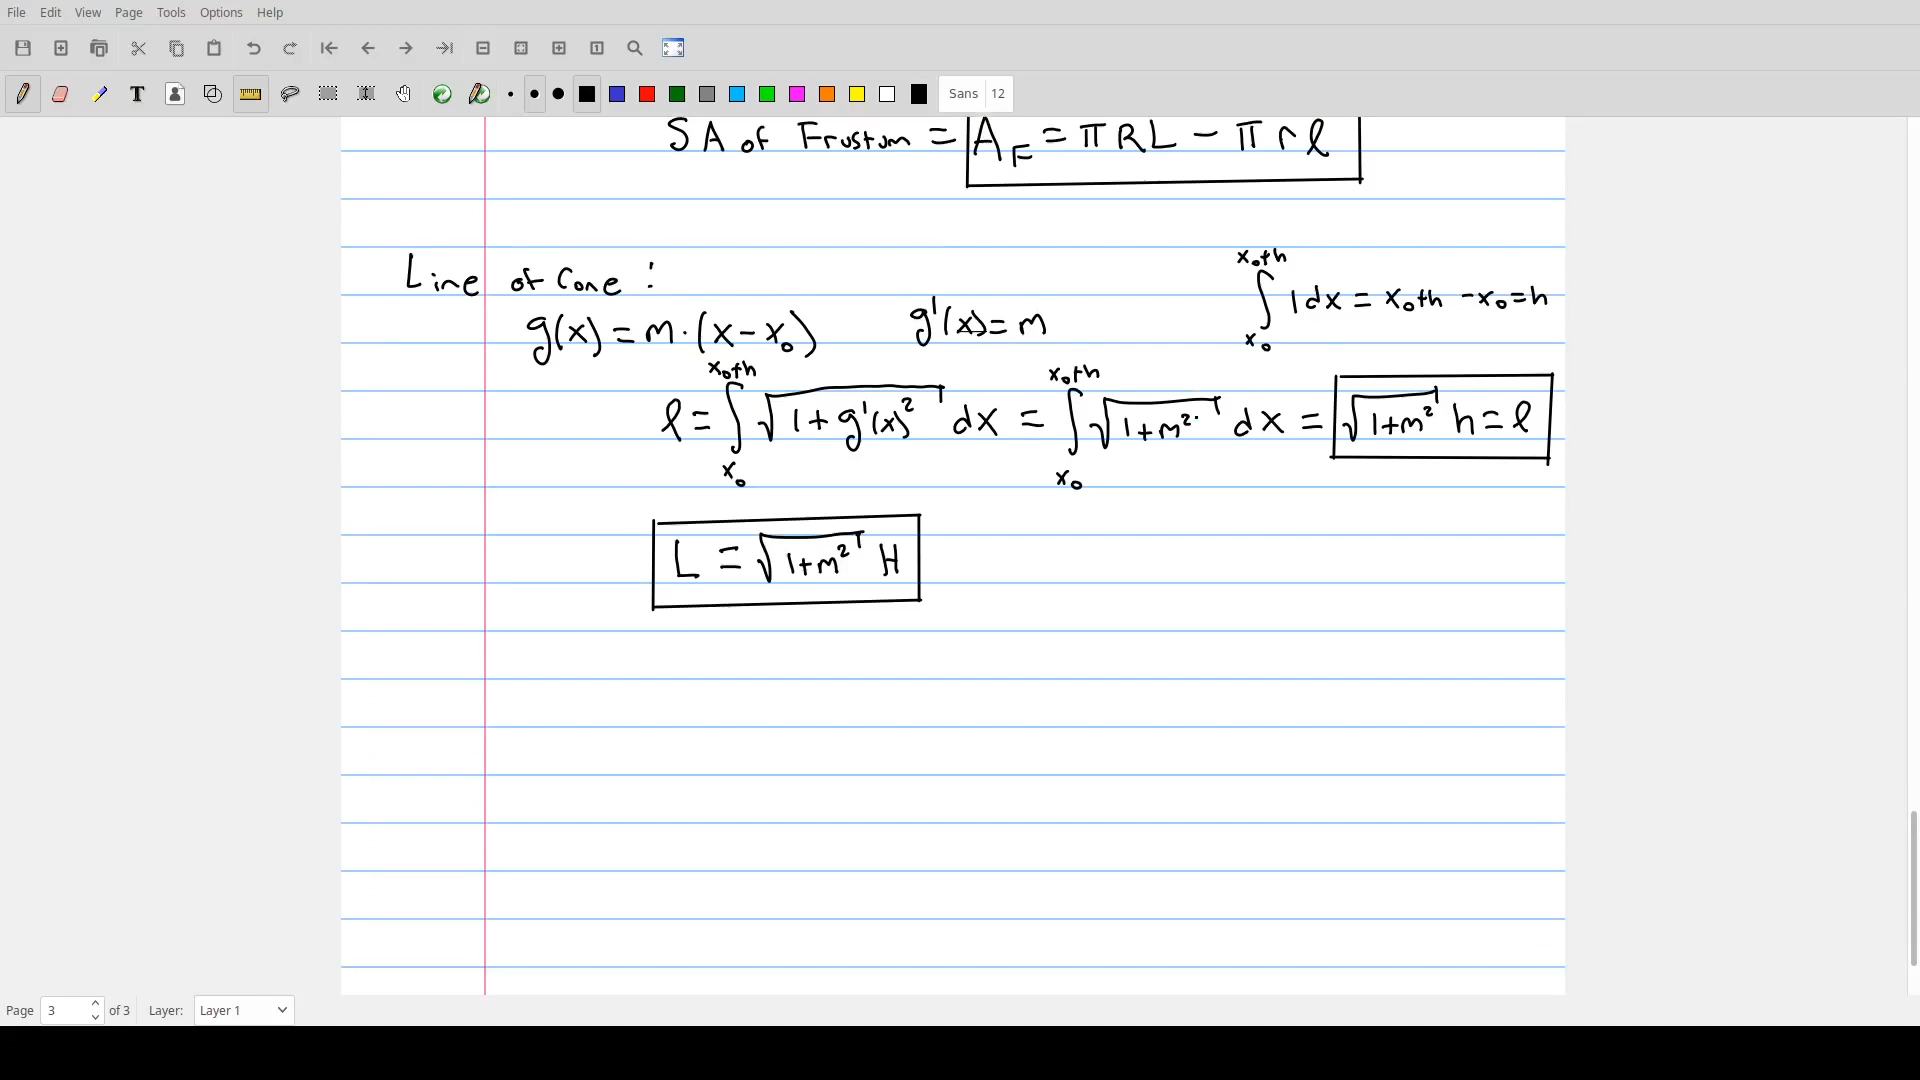 File Edit View Page Tools Options Help
T Sans 12
SA of Frustum = A_F = πRL - πrl
Line of Cone :
g(x) = m·(x-x₀) g'(x) = m ∫_{x₀}^{x₀+h} 1dx = x₀+h -x₀=h
l = ∫_{x₀}^{x₀+h} √(1+g'(x)²) dx = ∫_{x₀}^{x₀+h} √(1+m²) dx = √(1+m²) h = l
L = √(1+m²) H
Page 3 of 3 Layer: Layer 1